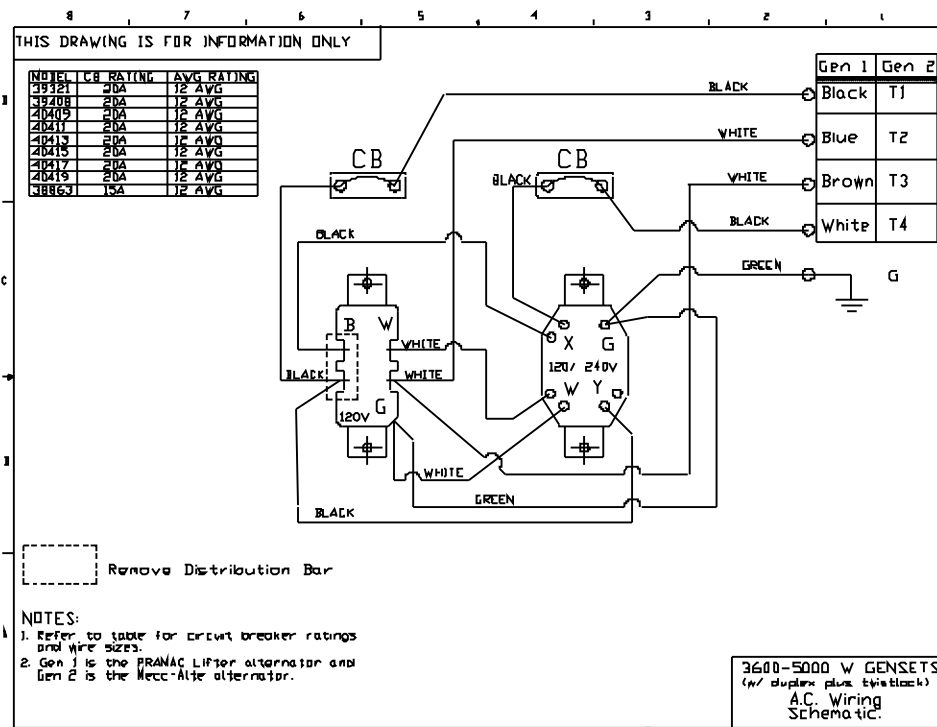 8 7 6 5 4 3 2 1
THIS DRAWING IS FOR INFORMATION ONLY
MODEL CB RATING AWG RATING
39321 20A 12 AWG
39408 20A 12 AWG
40409 20A 12 AWG
40411 20A 12 AWG
40413 20A 12 AWG
40415 20A 12 AWG
40417 20A 12 AWG
40419 20A 12 AWG
38863 15A 12 AWG
Gen 1 Gen 2
Black T1
Blue T2
Brown T3
White T4
G
BLACK
WHITE
CB CB
BLACK
WHITE
BLACK
BLACK
GREEN
C
B W
X G
WHITE
120/ 240V
BLACK
WHITE
W Y
G
120V
WHITE
GREEN
BLACK
Remove Distribution Bar
NOTES:
1. Refer to table for circuit breaker ratings
and wire sizes.
2. Gen 1 is the PRAMAC Lifter alternator and
Gen 2 is the Mecc-Alte alternator.
3600-5000 W GENSETS
(w/ duplex plus twistlock)
A.C. Wiring
Schematic.